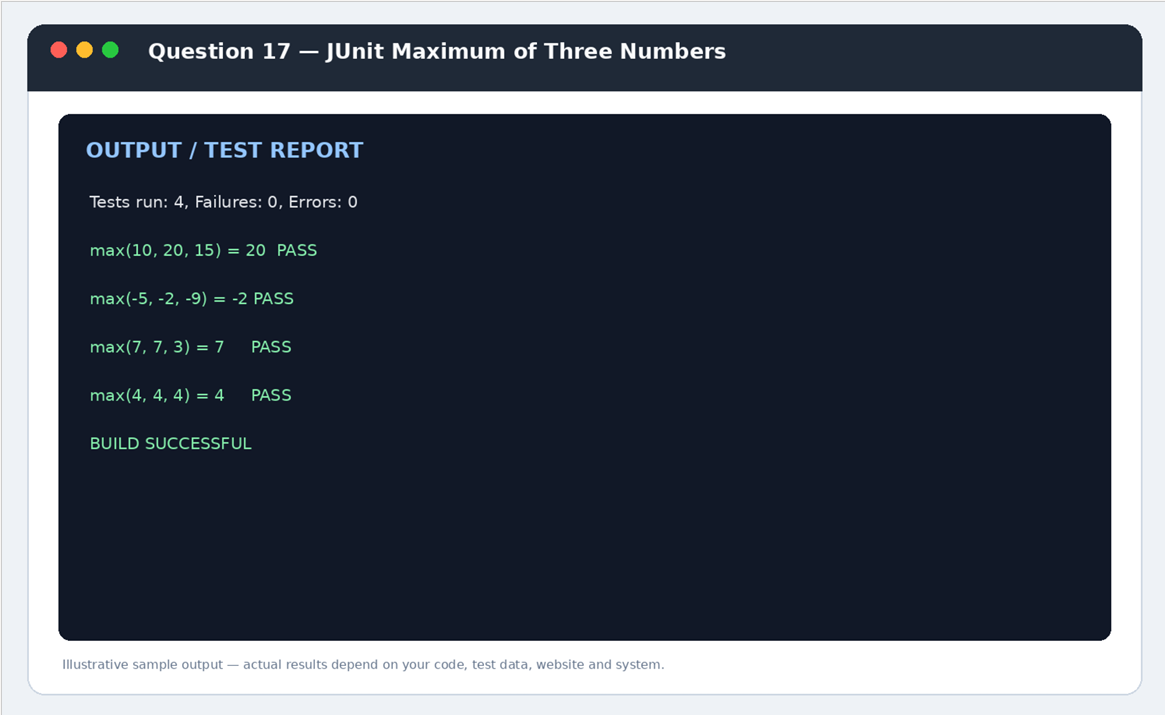 Question 17 — JUnit Maximum of Three Numbers
OUTPUT / TEST REPORT
Tests run: 4, Failures: 0, Errors: 0
max(10, 20, 15) = 20  PASS
max(-5, -2, -9) = -2 PASS
max(7, 7, 3) = 7     PASS
max(4, 4, 4) = 4     PASS
BUILD SUCCESSFUL
Illustrative sample output — actual results depend on your code, test data, website and system.